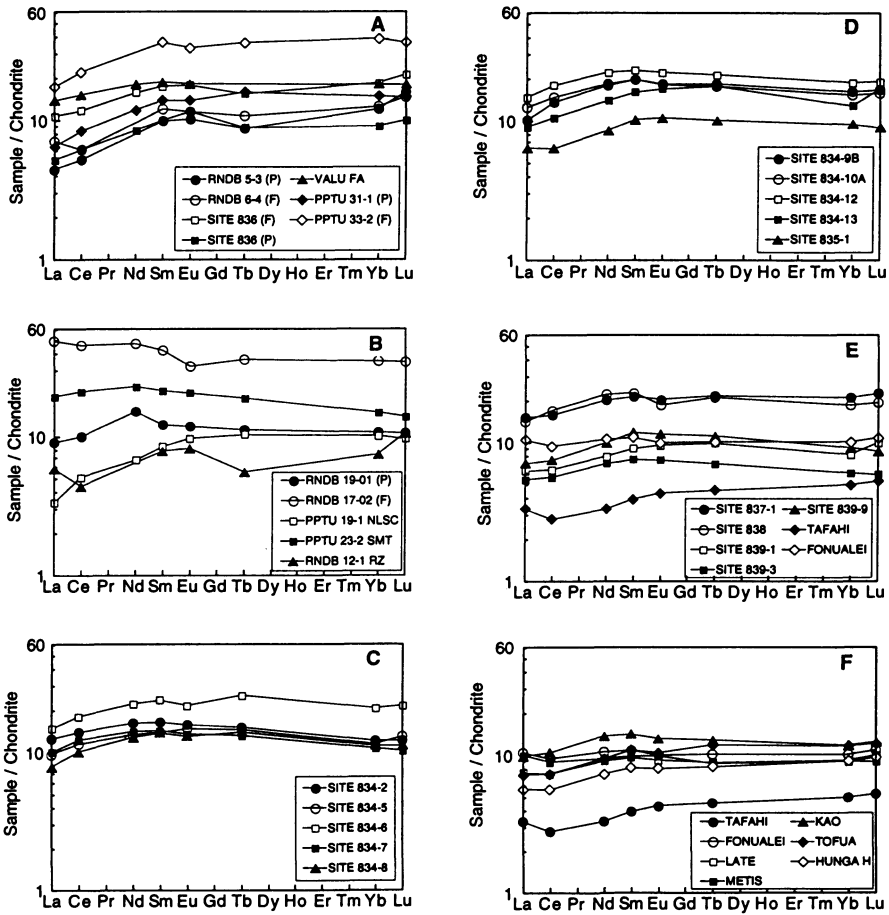 A
60
10
1
Sample / Chondrite
RNDB 5-3 (P)
RNDB 6-4 (F)
SITE 836 (F)
SITE 836 (P)
VALU FA
PPTU 31-1 (P)
PPTU 33-2 (F)
La Ce Pr Nd Sm Eu Gd Tb Dy Ho Er Tm Yb Lu
D
60
10
1
Sample / Chondrite
SITE 834-9B
SITE 834-10A
SITE 834-12
SITE 834-13
SITE 835-1
La Ce Pr Nd Sm Eu Gd Tb Dy Ho Er Tm Yb Lu
B
60
10
1
Sample / Chondrite
RNDB 19-01 (P)
RNDB 17-02 (F)
PPTU 19-1 NLSC
PPTU 23-2 SMT
RNDB 12-1 RZ
La Ce Pr Nd Sm Eu Gd Tb Dy Ho Er Tm Yb Lu
E
60
10
1
Sample / Chondrite
SITE 837-1
SITE 838
SITE 839-1
SITE 839-3
SITE 839-9
TAFAHI
FONUALEI
La Ce Pr Nd Sm Eu Gd Tb Dy Ho Er Tm Yb Lu
C
60
10
1
Sample / Chondrite
SITE 834-2
SITE 834-5
SITE 834-6
SITE 834-7
SITE 834-8
La Ce Pr Nd Sm Eu Gd Tb Dy Ho Er Tm Yb Lu
F
60
10
1
Sample / Chondrite
TAFAHI
FONUALEI
LATE
METIS
KAO
TOFUA
HUNGA H
La Ce Pr Nd Sm Eu Gd Tb Dy Ho Er Tm Yb Lu